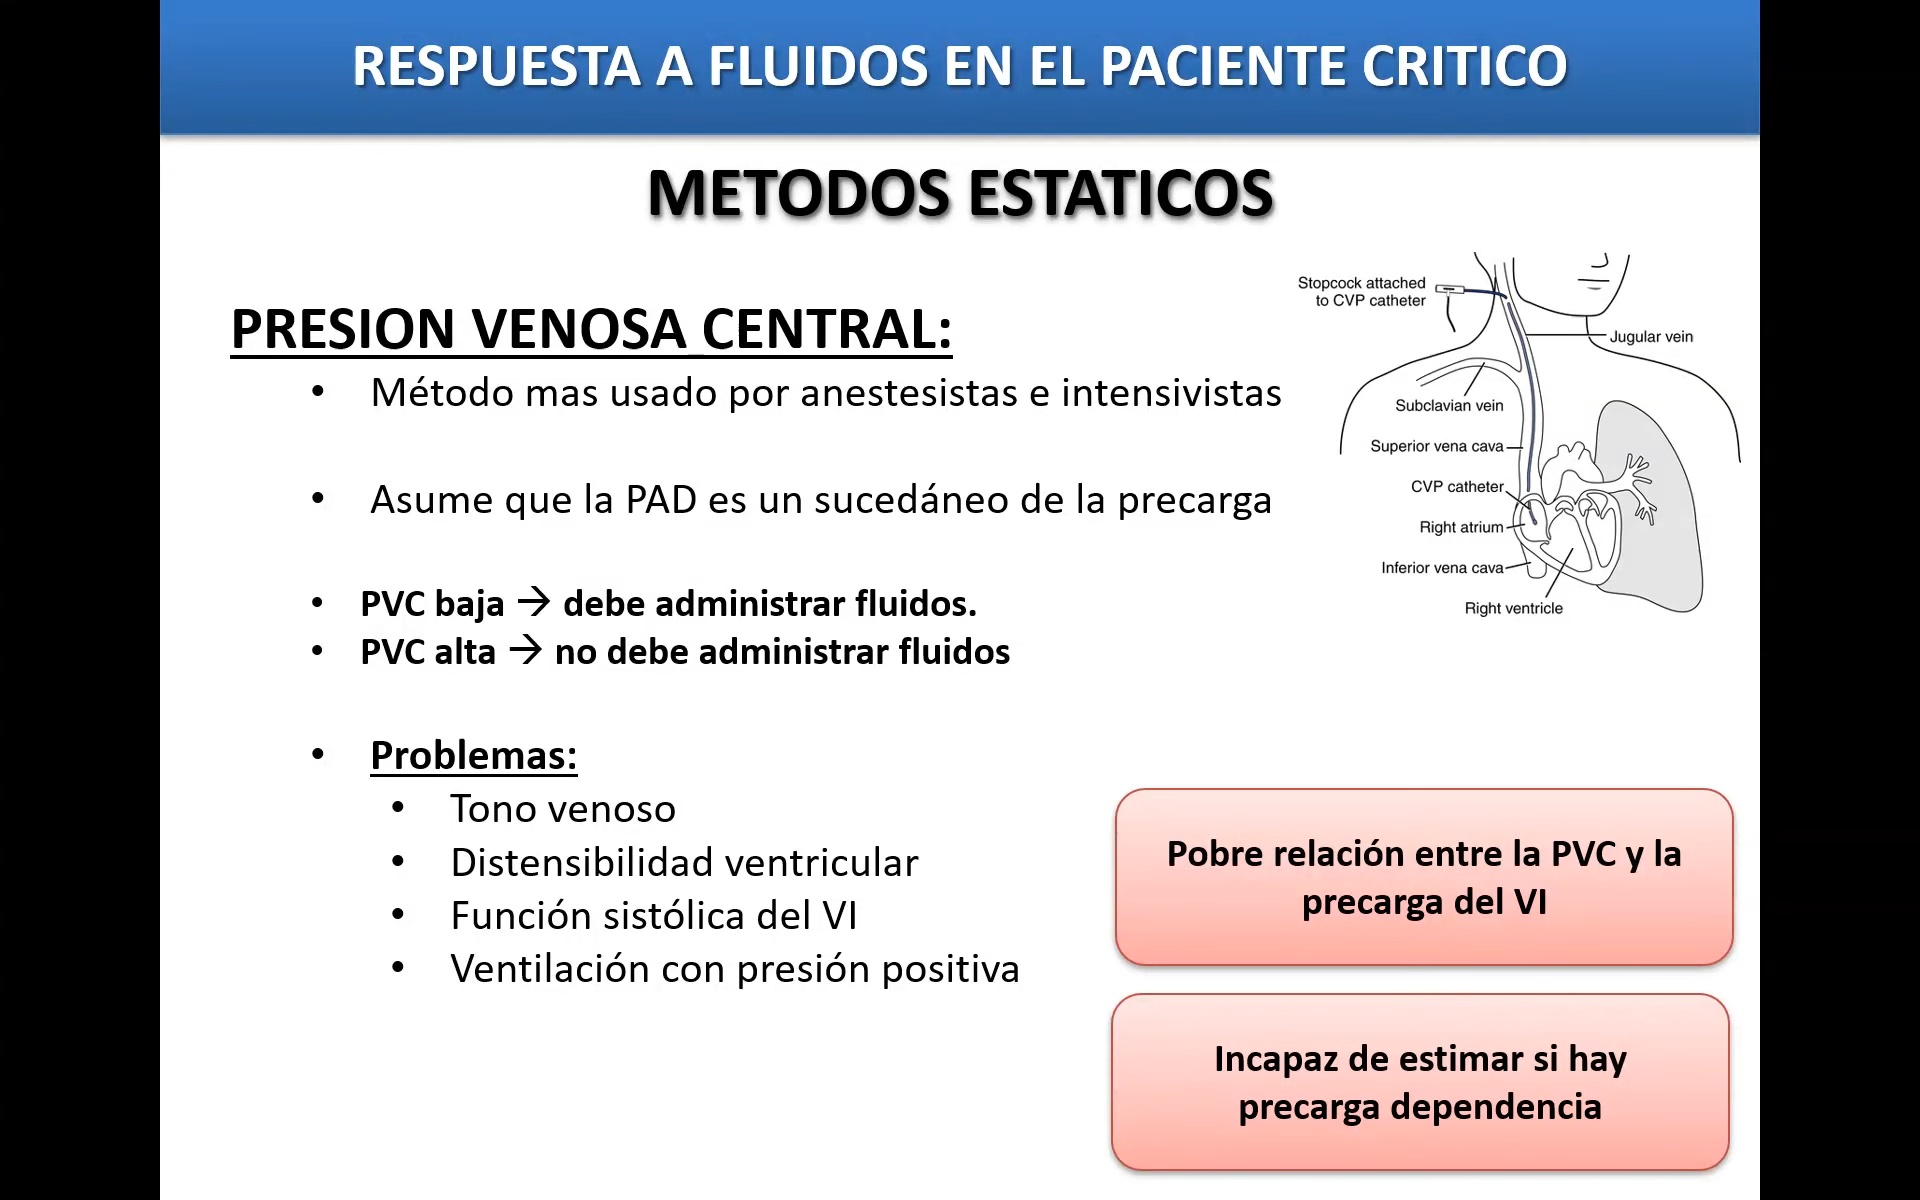 RESPUESTA A FLUIDOS EN EL PACIENTE CRITICO
METODOS ESTATICOS
PRESION VENOSA CENTRAL:
• Método mas usado por anestesistas e intensivistas
• Asume que la PAD es un sucedáneo de la precarga
• PVC baja → debe administrar fluidos.
• PVC alta → no debe administrar fluidos
• Problemas:
• Tono venoso
• Distensibilidad ventricular
• Función sistólica del VI
• Ventilación con presión positiva
Stopcock attached
to CVP catheter
Jugular vein
Subclavian vein
Superior vena cava
CVP catheter
Right atrium
Inferior vena cava
Right ventricle
Pobre relación entre la PVC y la
precarga del VI
Incapaz de estimar si hay
precarga dependencia